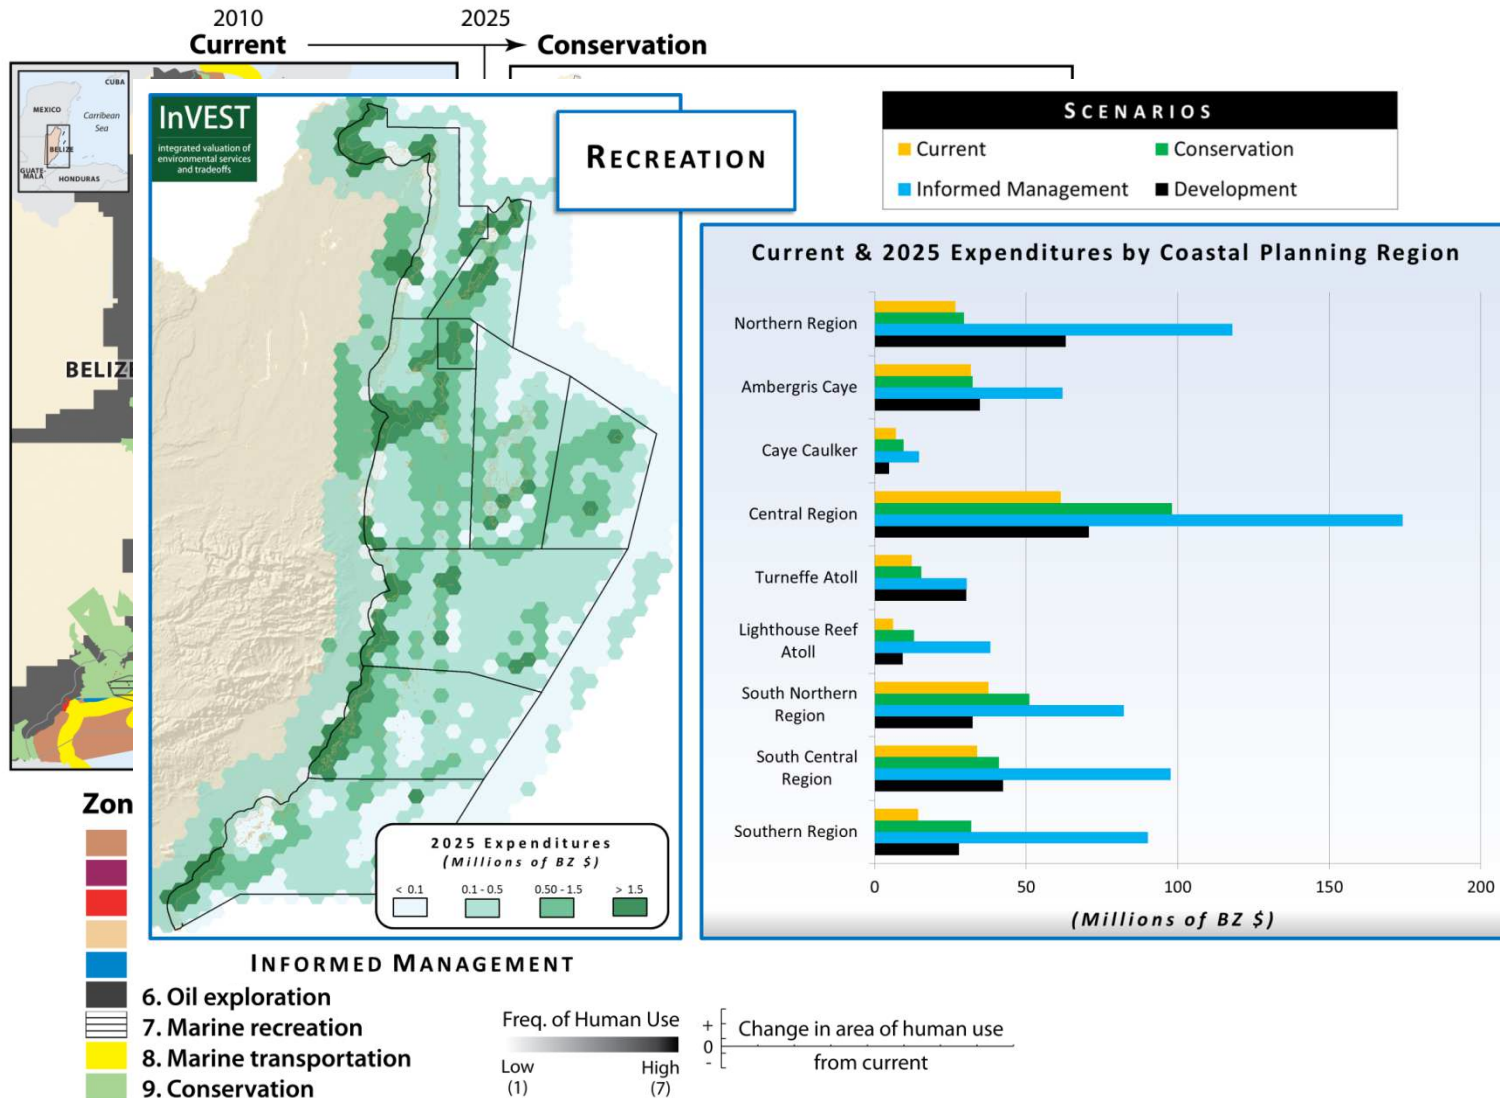 2010
2025
Current
Conservation
CUBA
MEXICO
Carribean
Sea
BELIZE
GUATE-
MALA
HONDURAS
InVEST
integrated valuation of
environmental services
and tradeoffs
RECREATION
SCENARIOS
Current
Conservation
Informed Management
Development
Current & 2025 Expenditures by Coastal Planning Region
Northern Region
Ambergris Caye
Caye Caulker
Central Region
Turneffe Atoll
Lighthouse Reef
Atoll
South Northern
Region
South Central
Region
Southern Region
0 50 100 150 200
(Millions of BZ $)
BELIZ
2025 Expenditures
(Millions of BZ $)
< 0.1 0.1 - 0.5 0.50 - 1.5 > 1.5
INFORMED MANAGEMENT
Zon
6. Oil exploration
7. Marine recreation
8. Marine transportation
9. Conservation
Freq. of Human Use
Low High
(1) (7)
+
0
-
Change in area of human use
from current